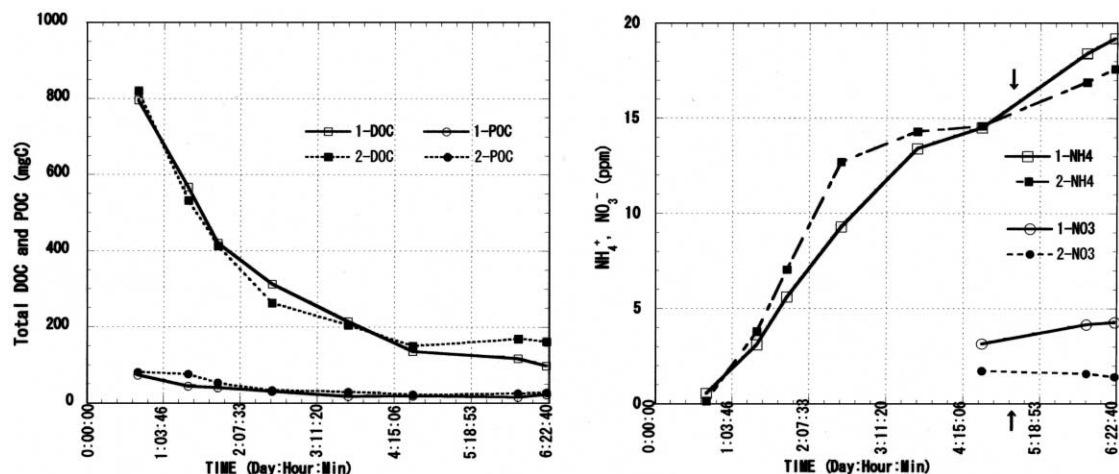 1000
800
600
400
200
0
Total DOC and POC (mgC)
1-DOC
1-POC
2-DOC
2-POC
0:00:00
1:03:46
2:07:33
3:11:20
4:15:06
5:18:53
6:22:40
TIME (Day:Hour:Min)
20
15
10
5
0
NH₄⁺, NO₃⁻ (ppm)
1-NH4
2-NH4
1-NO3
2-NO3
0:00:00
1:03:46
2:07:33
3:11:20
4:15:06
5:18:53
6:22:40
TIME (Day:Hour:Min)